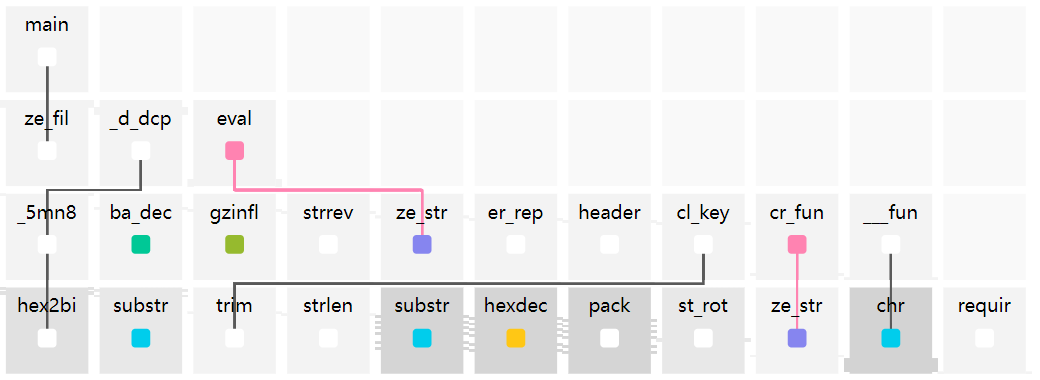 main
ze_fil _d_dcp eval
_5mn8 ba_dec gzinfl strrev ze_str er_rep header cl_key cr_fun ___fun
hex2bi substr trim strlen substr hexdec pack st_rot ze_str chr requir